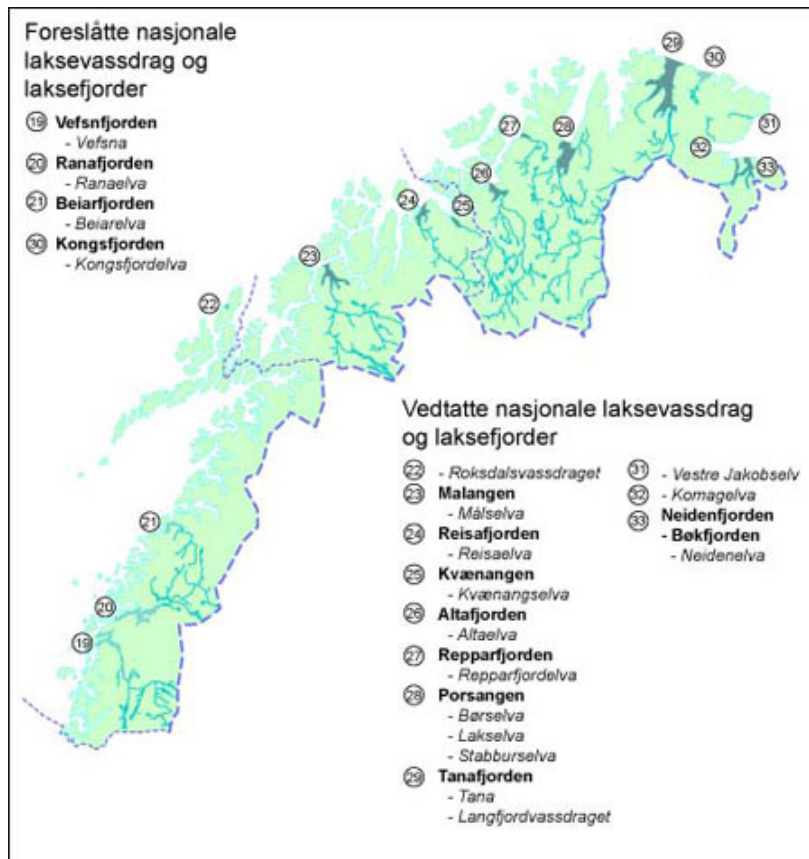 Foreslåtte nasjonale
laksevassdrag og
laksefjorder
19 Vefsnfjorden
- Vefsna
20 Ranafjorden
- Ranaelva
21 Beiarfjorden
- Beiarelva
30 Kongsfjorden
- Kongsfjordelva
29
30
31
32
33
28
27
26
25
24
23
22
21
20
19
Vedtatte nasjonale laksevassdrag
og laksefjorder
22 - Roksdalsvassdraget
23 Malangen
- Målselva
24 Reisafjorden
- Reisaelva
25 Kvænangen
- Kvænangselva
26 Altafjorden
- Altaelva
27 Repparfjorden
- Repparfjordelva
28 Porsangen
- Børselva
- Lakselva
- Stabburselva
29 Tanafjorden
- Tana
- Langfjordvassdraget
31 - Vestre Jakobselv
32 - Komagelva
33 Neidenfjorden
- Bøkfjorden
- Neidenelva